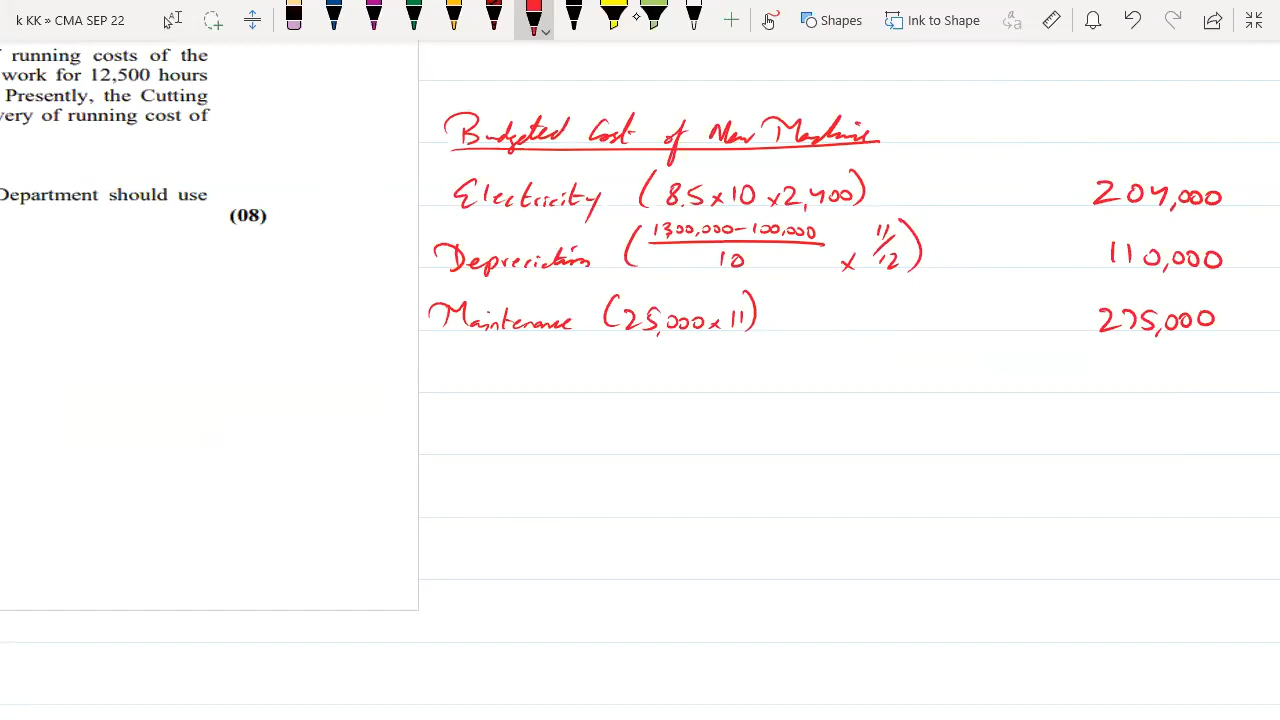 k KK » CMA SEP 22
Shapes
Ink to Shape
running costs of the
work for 12,500 hours
Presently, the Cutting
very of running cost of
Department should use
(08)
Budgeted Cost of New Machine
Electricity (8.5 x 10 x 2,400) 204,000
Depreciation (1300,000 - 100,000 / 10 x 11/12) 110,000
Maintenance (25,000 x 11) 275,000